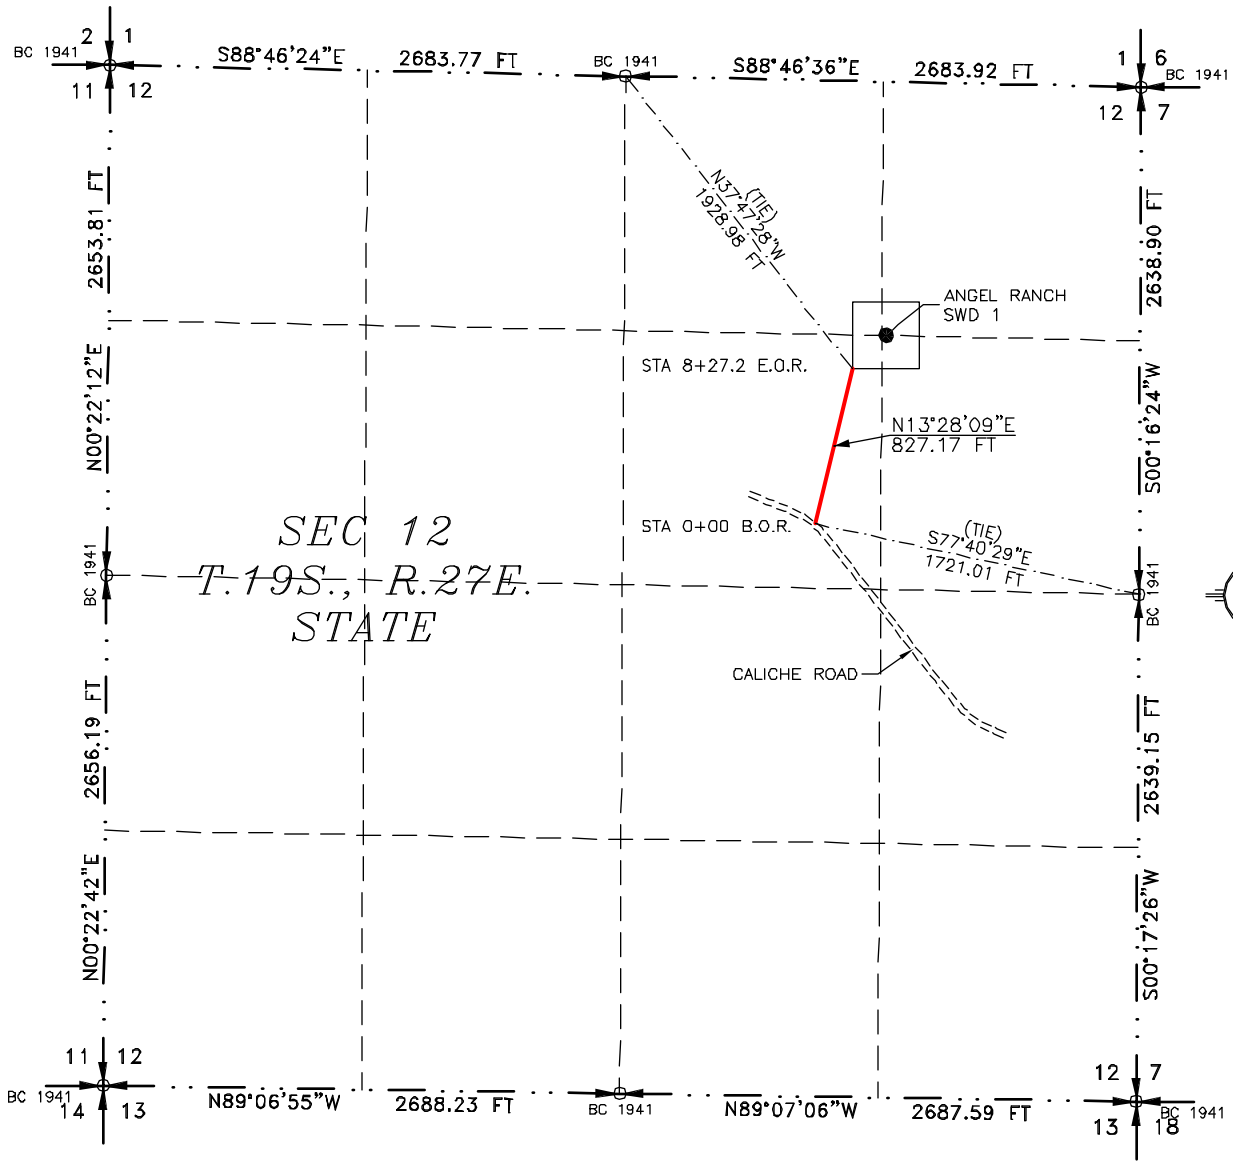 2 1
BC 1941
11 12
S88°46'24"E 2683.77 FT
BC 1941
S88°46'36"E 2683.92 FT
1 6
BC 1941
12 7
2653.81 FT
N00°22'12"E
(TIE)
N37°47'28"W
1928.98 FT
2638.90 FT
S00°16'24"W
ANGEL RANCH
SWD 1
STA 8+27.2 E.O.R.
N13°28'09"E
827.17 FT
STA 0+00 B.O.R.
(TIE)
S77°40'29"E
1721.01 FT
SEC 12
T.19S., R.27E.
STATE
BC 1941
BC 1941
CALICHE ROAD
2656.19 FT
N00°22'42"E
2639.15 FT
S00°17'26"W
11 12
BC 1941
14 13
N89°06'55"W 2688.23 FT
BC 1941
N89°07'06"W 2687.59 FT
12 7
BC 1941
13 18